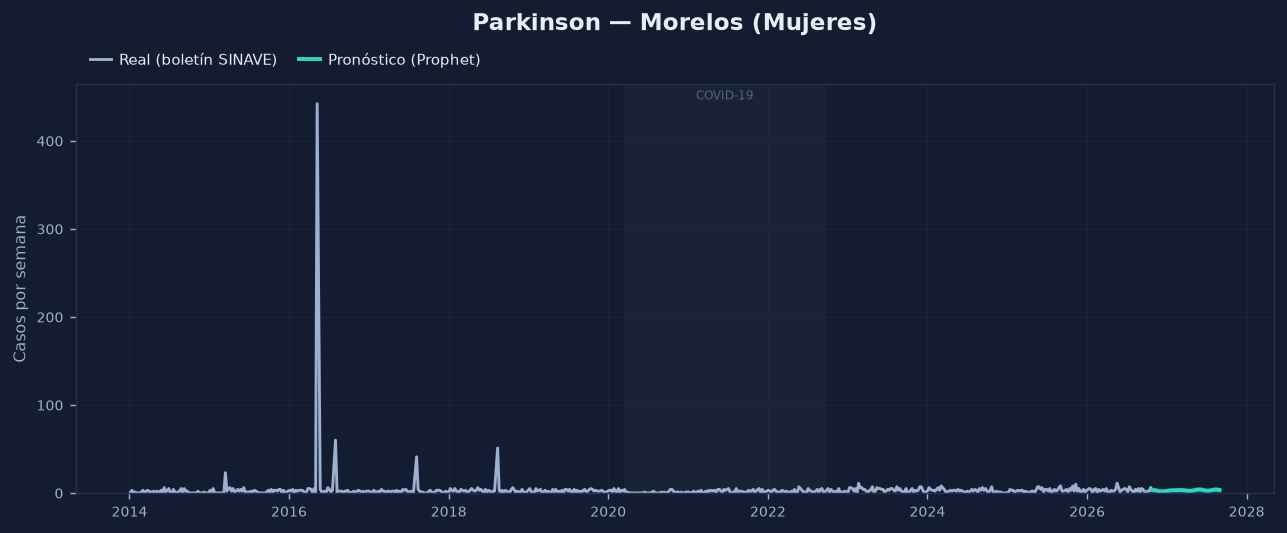 Parkinson — Morelos (Mujeres)
Real (boletín SINAVE) Pronóstico (Prophet)
COVID-19
Casos por semana
400
300
200
100
0
2014 2016 2018 2020 2022 2024 2026 2028